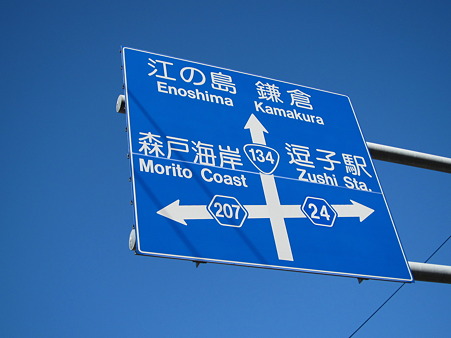 江の島 鎌倉
Enoshima Kamakura
134
森戸海岸 逗子駅
Morito Coast Zushi Sta.
207 24